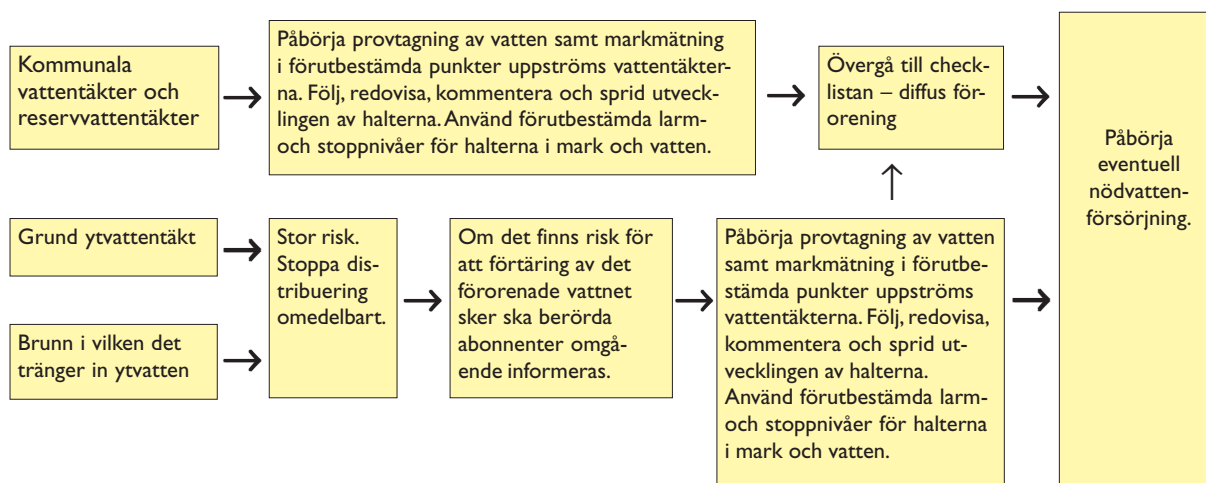 Kommunala
vattentäkter och
reservvattentäkter
Påbörja provtagning av vatten samt markmätning
i förutbestämda punkter uppströms vattentäkter-
na. Följ, redovisa, kommentera och sprid utveck-
lingen av halterna. Använd förutbestämda larm-
och stoppnivåer för halterna i mark och vatten.
Övergå till check-
listan – diffus för-
orening
Påbörja
eventuell
nödvatten-
försörjning.
Grund ytvattentäkt
Brunn i vilken det
tränger in ytvatten
Stor risk.
Stoppa dis-
tribuering
omedelbart.
Om det finns risk för
att förtäring av det
förorenade vattnet
sker ska berörda
abonnenter omgå-
ende informeras.
Påbörja provtagning av vatten
samt markmätning i förutbe-
stämda punkter uppströms
vattentäkterna. Följ, redovisa,
kommentera och sprid ut-
vecklingen av halterna.
Använd förutbestämda larm-
och stoppnivåer för halterna
i mark och vatten.